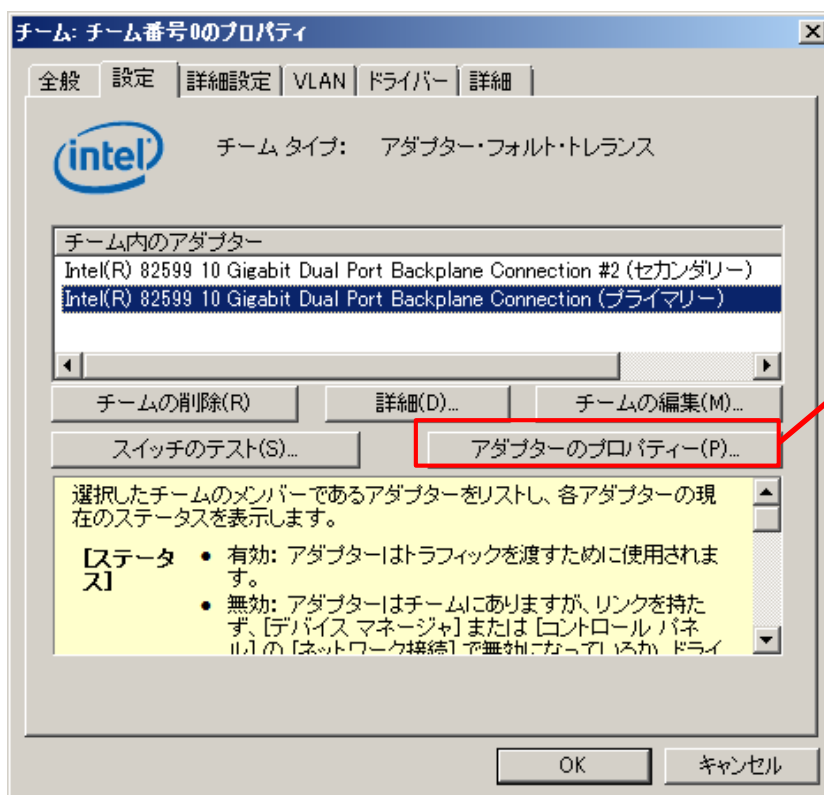 チーム: チーム番号0のプロパティ
全般 設定 詳細設定 VLAN ドライバー 詳細
intel チーム タイプ: アダプター・フォルト・トレランス
チーム内のアダプター
Intel(R) 82599 10 Gigabit Dual Port Backplane Connection #2 (セカンダリー)
Intel(R) 82599 10 Gigabit Dual Port Backplane Connection (プライマリー)
チームの削除(R) 詳細(D)... チームの編集(M)...
スイッチのテスト(S)... アダプターのプロパティー(P)...
選択したチームのメンバーであるアダプターをリストし、各アダプターの現
在のステータスを表示します。
[ステータ ● 有効: アダプターはトラフィックを渡すために使用されま
ス] す。
● 無効: アダプターはチームにありますが、リンクを持た
ず、[デバイス マネージャ] または [コントロール パネ
ル] の [ネットワーク接続] で無効になっているか、ドライ
OK キャンセル